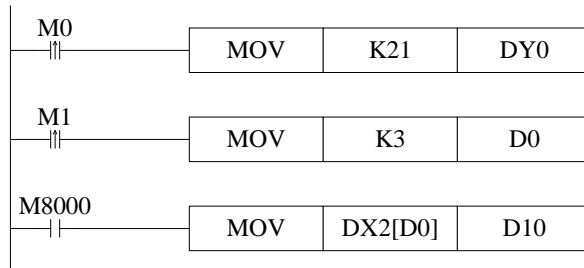 M0
MOV K21 DY0
M1
MOV K3 D0
M8000
MOV DX2[D0] D10